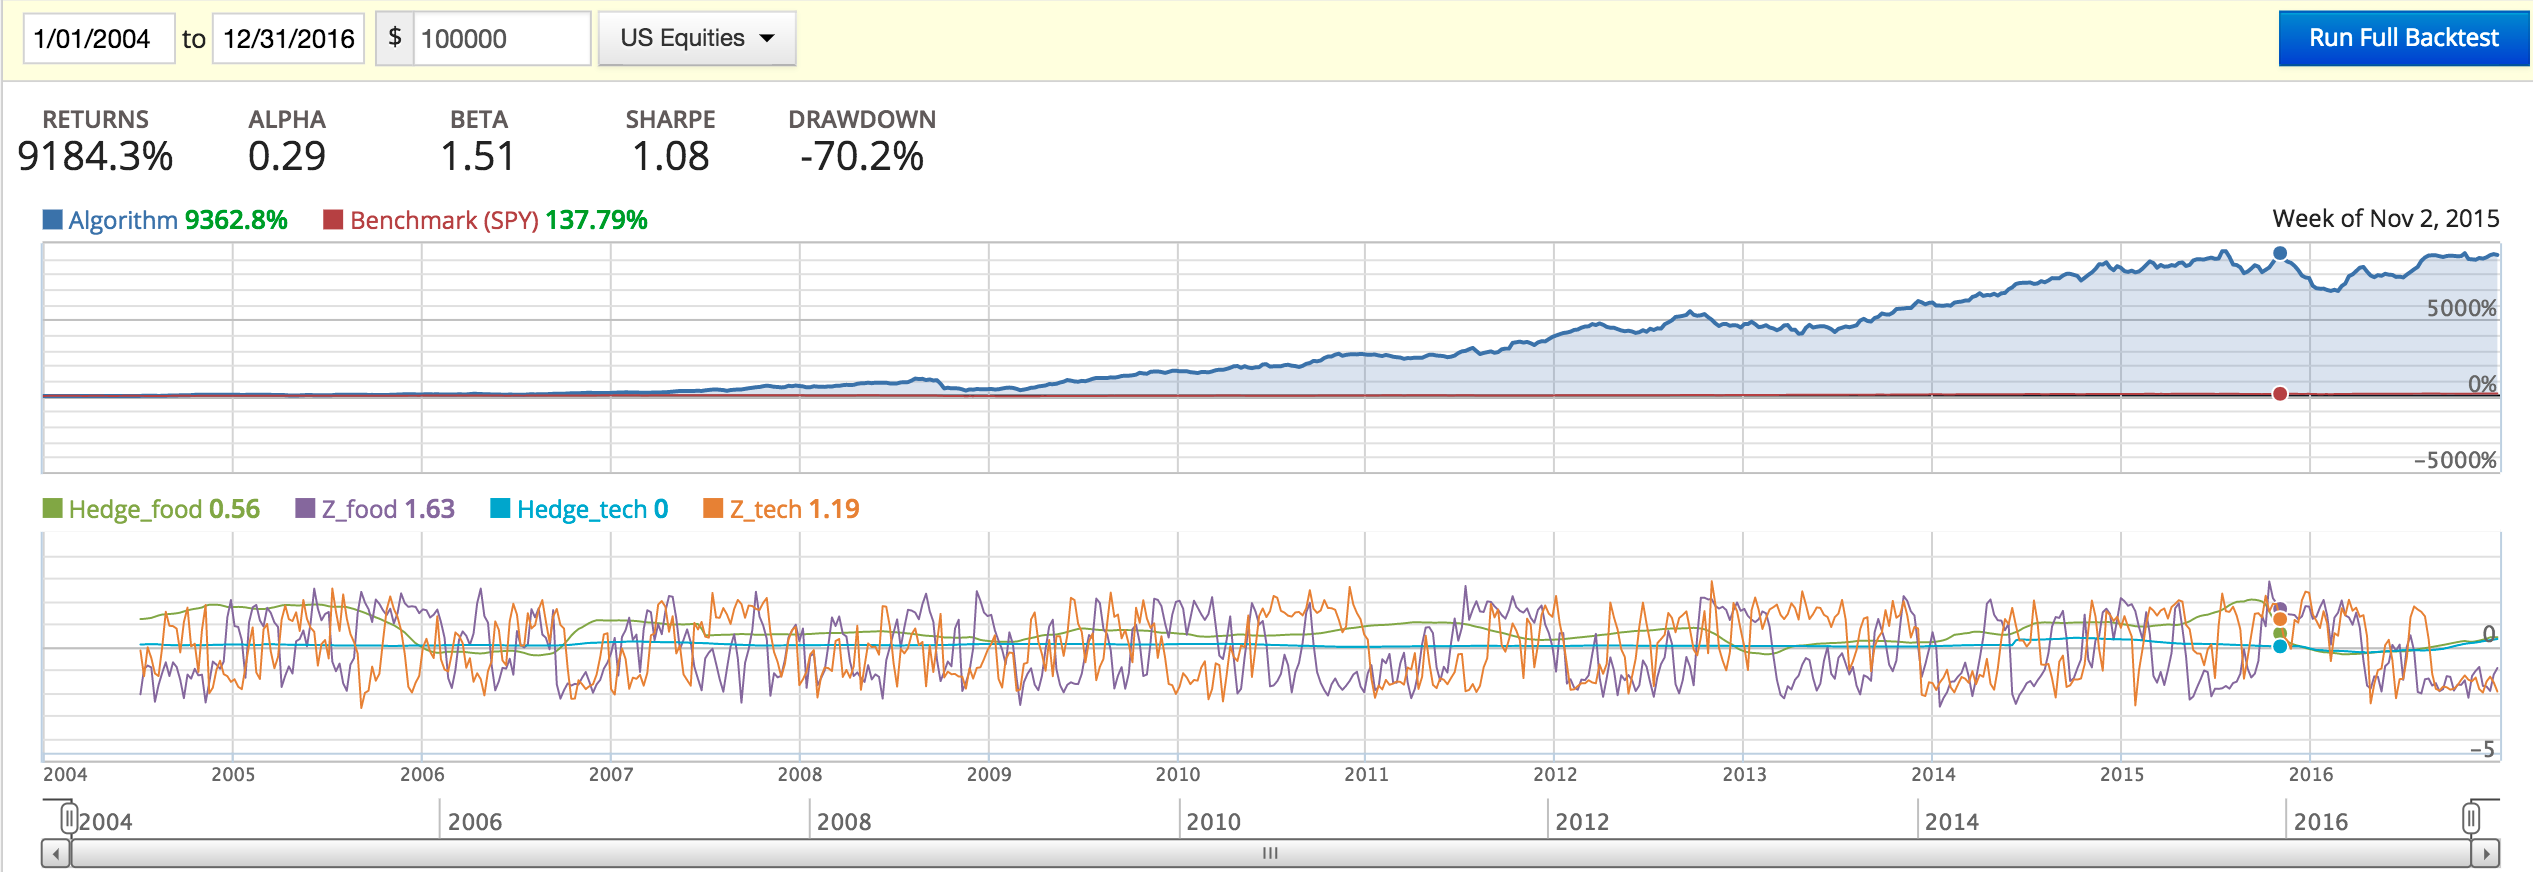 1/01/2004 to 12/31/2016 $ 100000 US Equities Run Full Backtest
RETURNS ALPHA BETA SHARPE DRAWDOWN
9184.3% 0.29 1.51 1.08 -70.2%
Algorithm 9362.8% Benchmark (SPY) 137.79% Week of Nov 2, 2015
5000%
0%
−5000%
Hedge_food 0.56 Z_food 1.63 Hedge_tech 0 Z_tech 1.19
0
−5
2004 2005 2006 2007 2008 2009 2010 2011 2012 2013 2014 2015 2016
2004 2006 2008 2010 2012 2014 2016